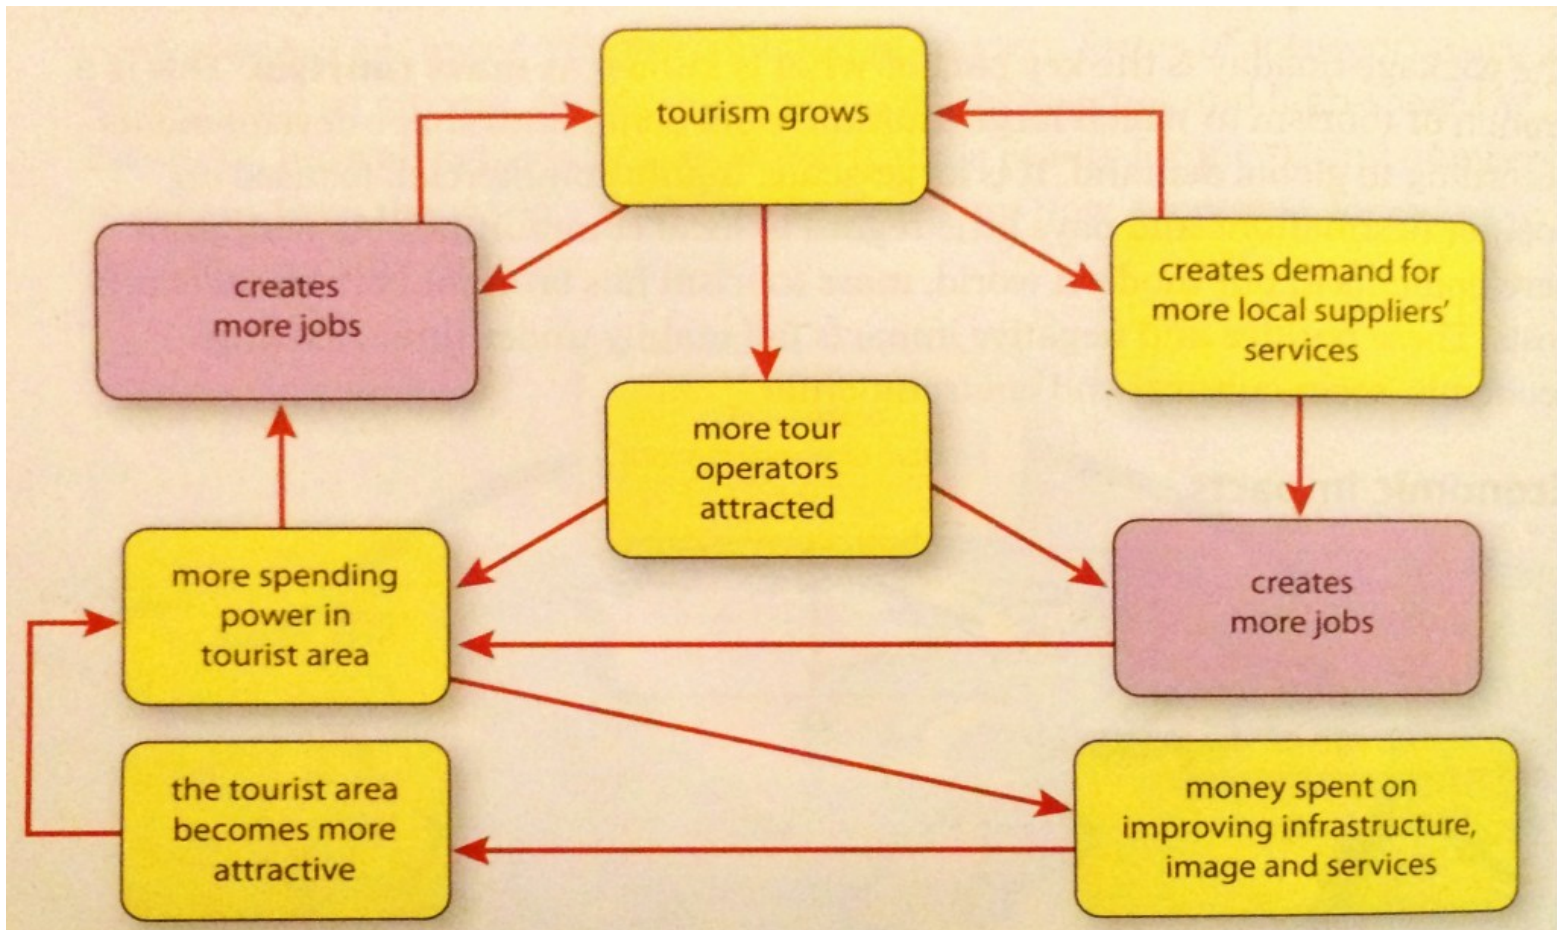 tourism grows
creates
more jobs
creates demand for
more local suppliers'
services
more tour
operators
attracted
more spending
power in
tourist area
creates
more jobs
the tourist area
becomes more
attractive
money spent on
improving infrastructure,
image and services